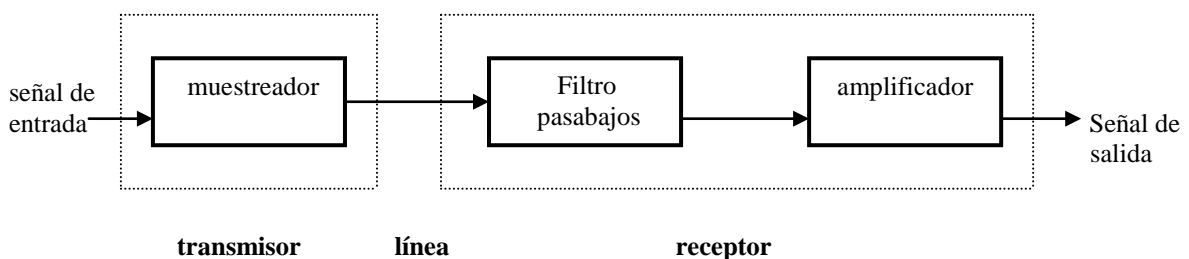 señal de
entrada
muestreador
Filtro
pasabajos
amplificador
Señal de
salida
transmisor
línea
receptor